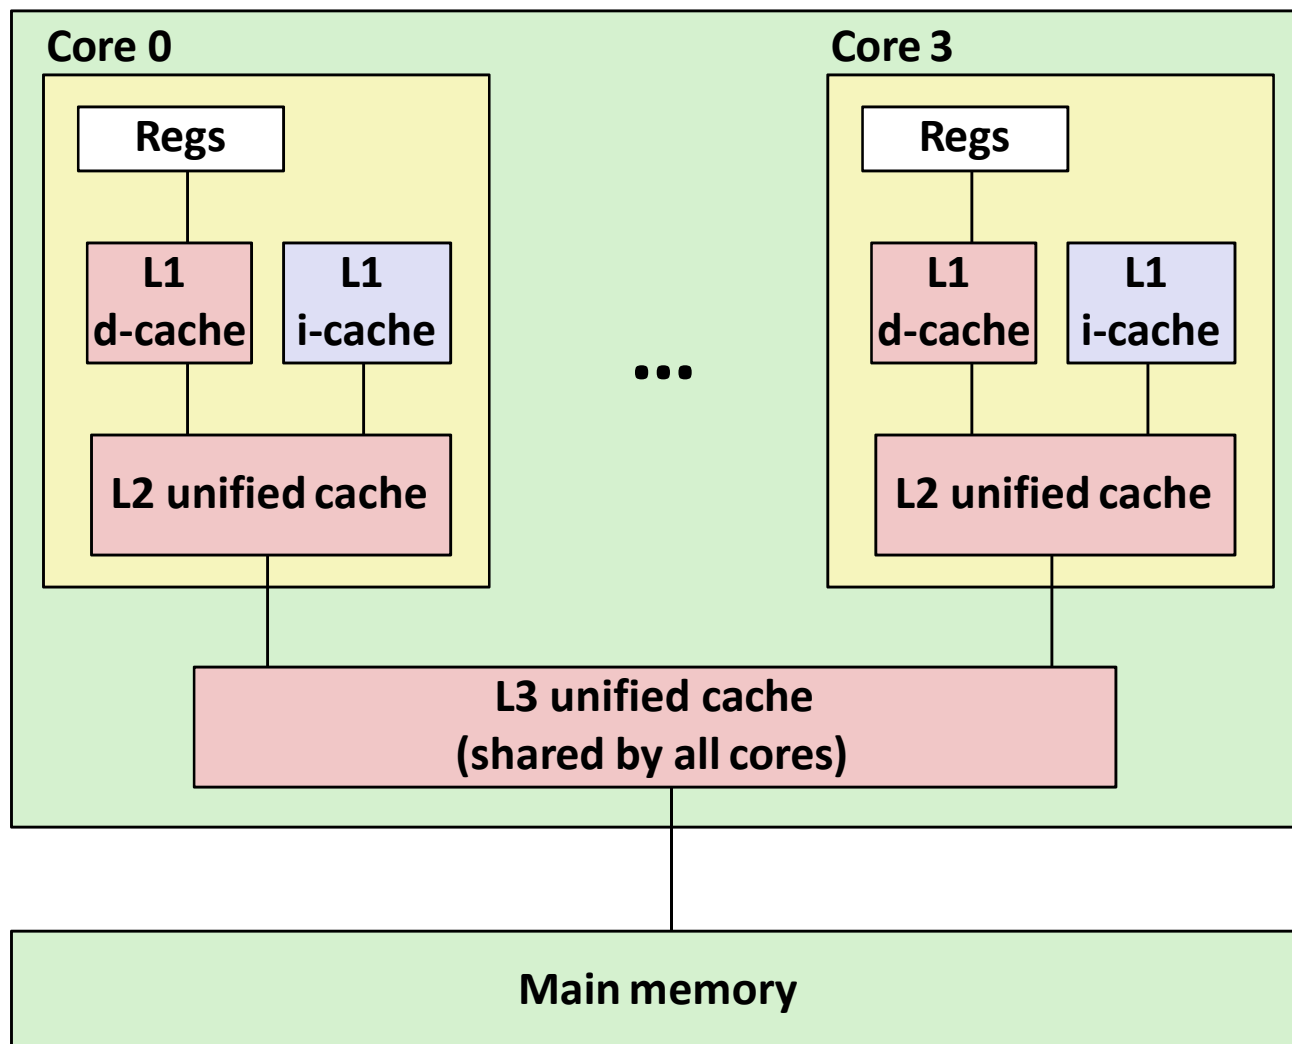 Core 0
Regs
L1
d-cache
L1
i-cache
L2 unified cache
...
Core 3
Regs
L1
d-cache
L1
i-cache
L2 unified cache
L3 unified cache
(shared by all cores)
Main memory